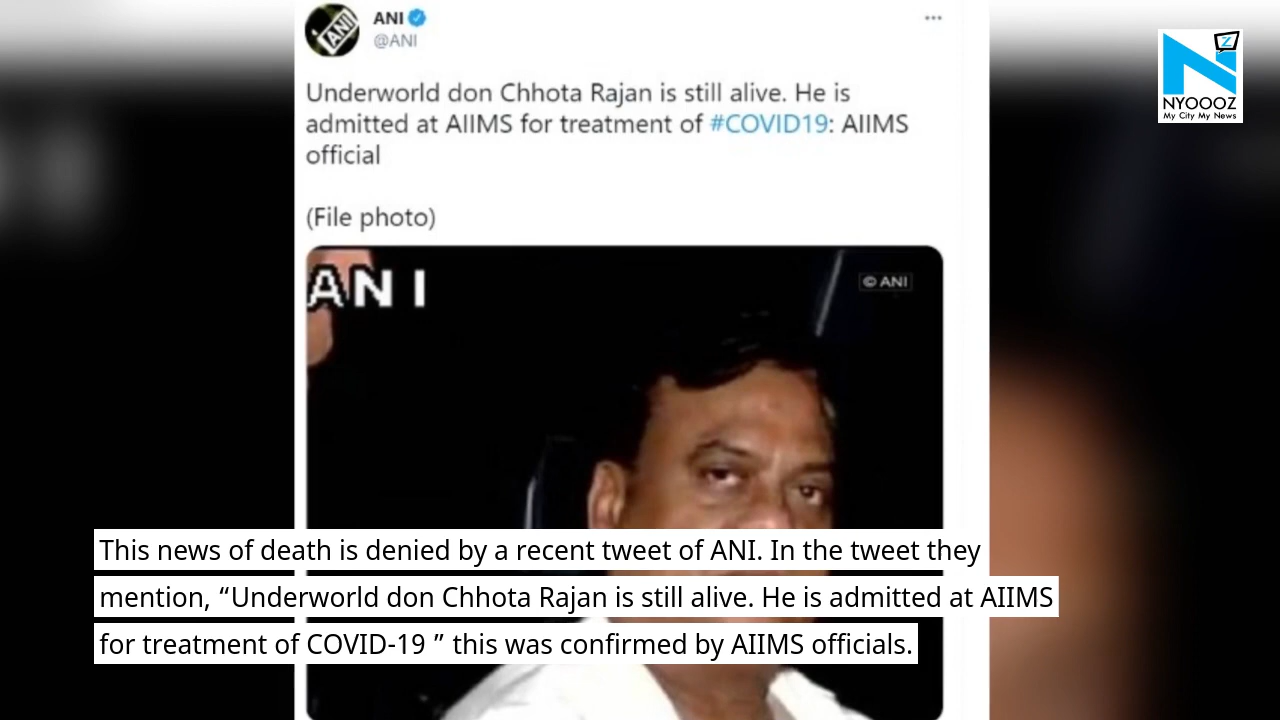 ANI
ANI
@ANI
Underworld don Chhota Rajan is still alive. He is
admitted at AIIMS for treatment of #COVID19: AIIMS
official
(File photo)
ANI
© ANI
N
Z
NYOOOZ
My City My News
This news of death is denied by a recent tweet of ANI. In the tweet they
mention, “Underworld don Chhota Rajan is still alive. He is admitted at AIIMS
for treatment of COVID-19 ” this was confirmed by AIIMS officials.